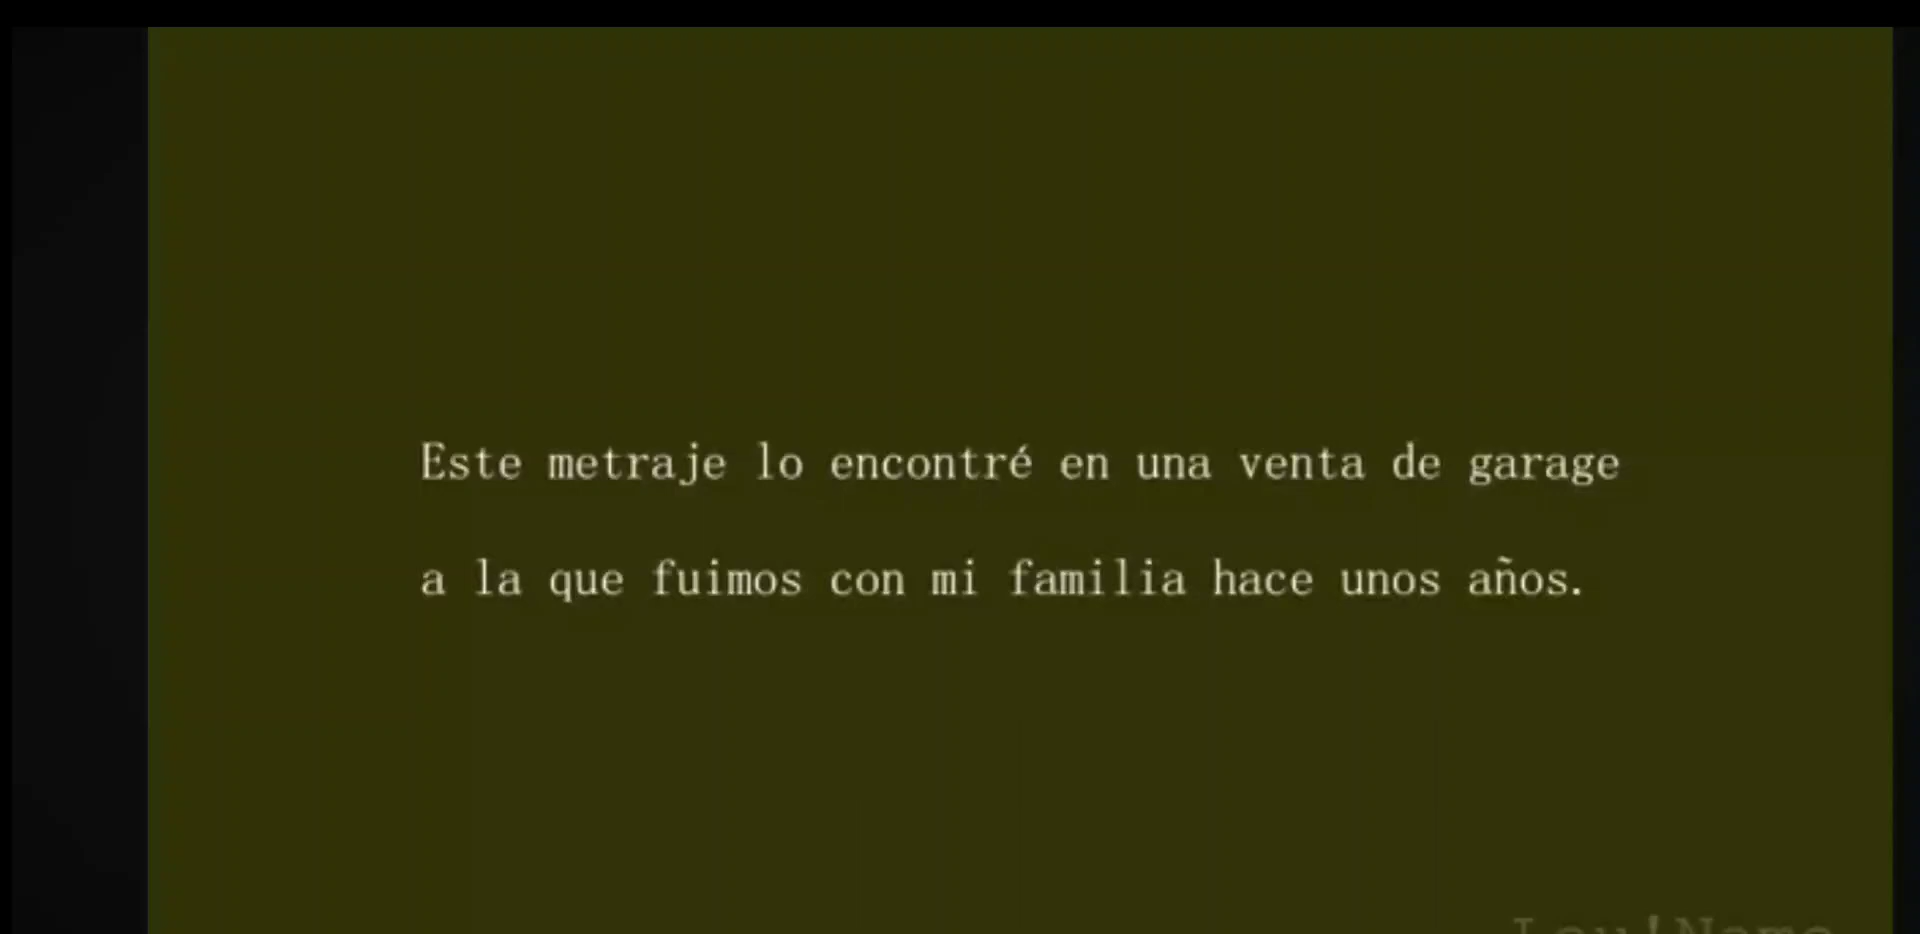 Este metraje lo encontré en una venta de garage
a la que fuimos con mi familia hace unos años.